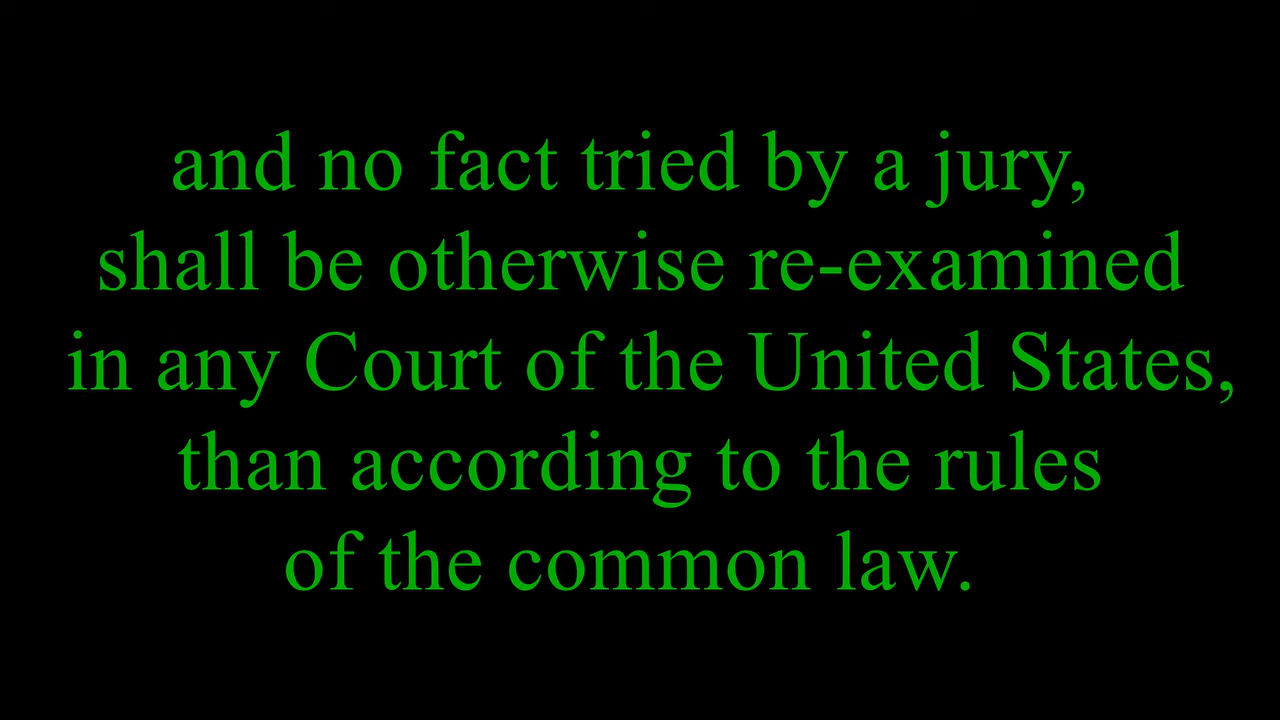 and no fact tried by a jury,
shall be otherwise re-examined
in any Court of the United States,
than according to the rules
of the common law.